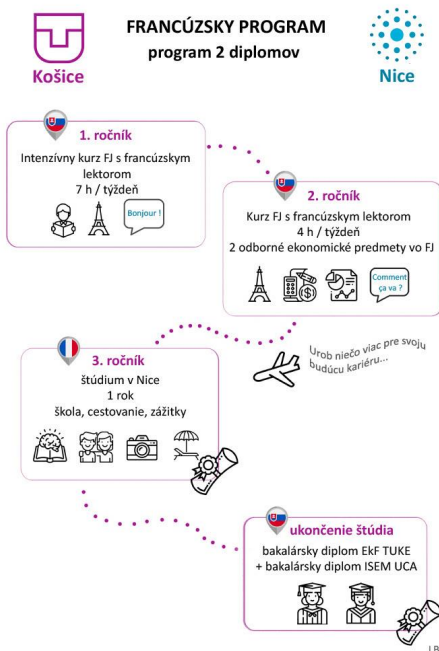 FRANCÚZSKY PROGRAM
program 2 diplomov
Košice
Nice
1. ročník
Intenzívny kurz FJ s francúzskym
lektorom
7 h / týždeň
Bonjour !
2. ročník
Kurz FJ s francúzskym lektorom
4 h / týždeň
2 odborné ekonomické predmety vo FJ
Comment
ça va ?
Urob niečo viac pre svoju
budúcu kariéru...
3. ročník
štúdium v Nice
1 rok
škola, cestovanie, zážitky
ukončenie štúdia
bakalársky diplom EkF TUKE
+ bakalársky diplom ISEM UCA